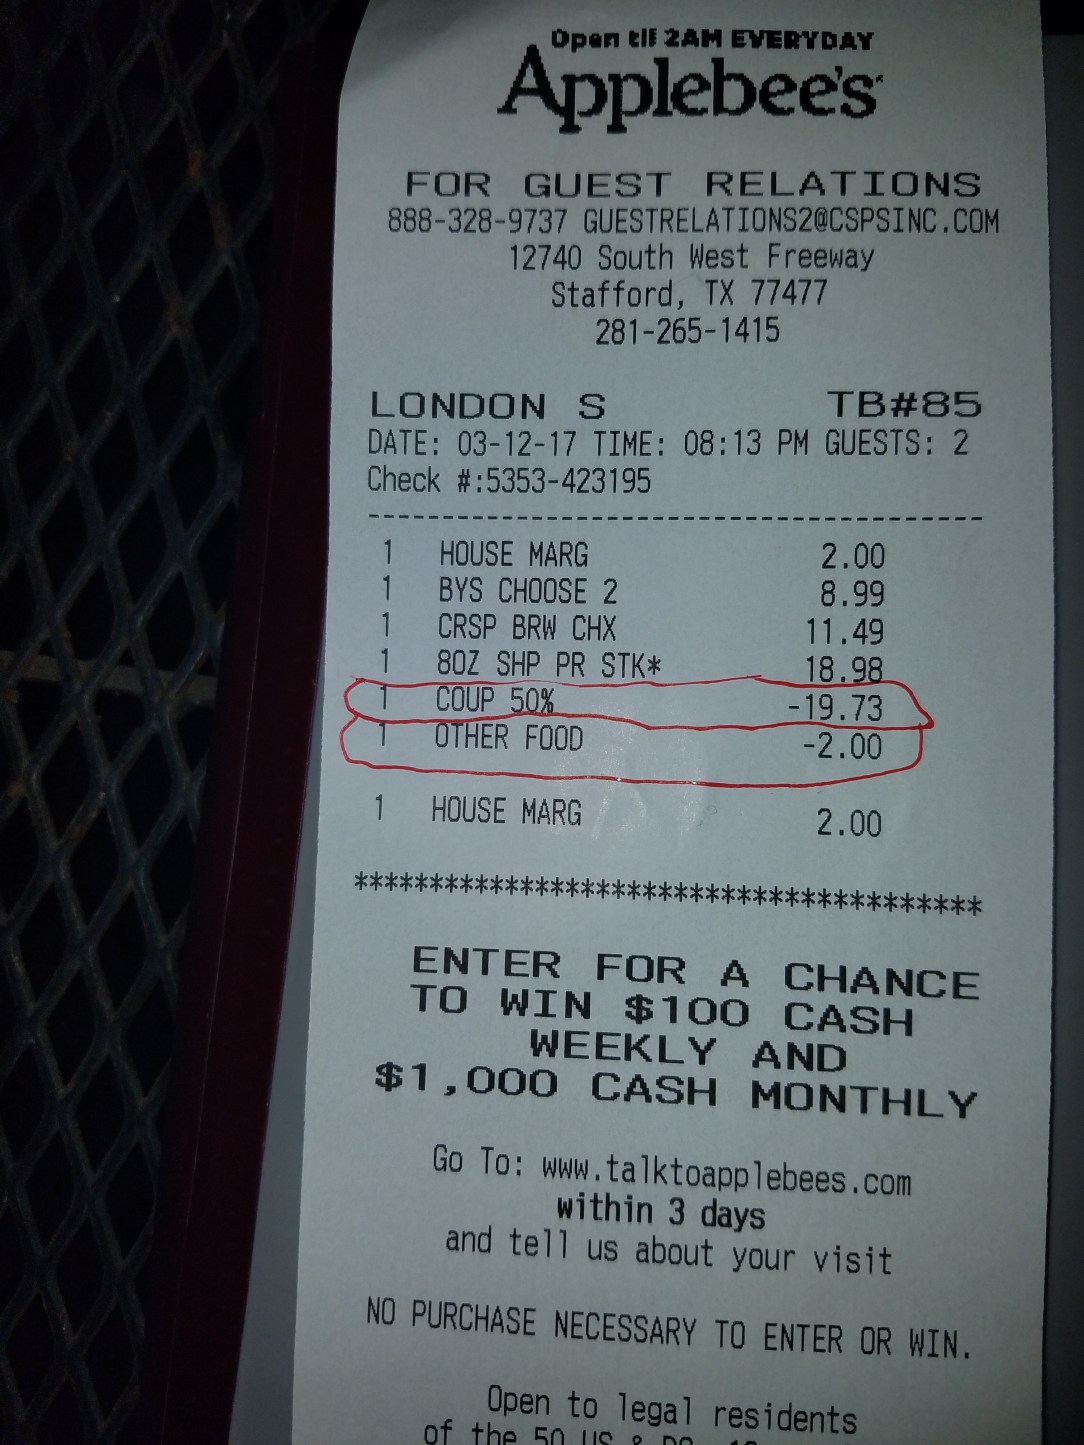 Open till 2AM EVERYDAY
Applebee's
FOR GUEST RELATIONS
888-328-9737 GUESTRELATIONS2@CSPSINC.COM
12740 South West Freeway
Stafford, TX 77477
281-265-1415
LONDON S TB#85
DATE: 03-12-17 TIME: 08:13 PM GUESTS: 2
Check #:5353-423195
------------------------------------------
1 HOUSE MARG 2.00
1 BYS CHOOSE 2 8.99
1 CRSP BRW CHX 11.49
1 8OZ SHP PR STK* 18.98
1 COUP 50% -19.73
1 OTHER FOOD -2.00
1 HOUSE MARG 2.00
******************************************
ENTER FOR A CHANCE
TO WIN $100 CASH
WEEKLY AND
$1,000 CASH MONTHLY
Go To: www.talktoapplebees.com
within 3 days
and tell us about your visit
NO PURCHASE NECESSARY TO ENTER OR WIN.
Open to legal residents
of the 50 US &